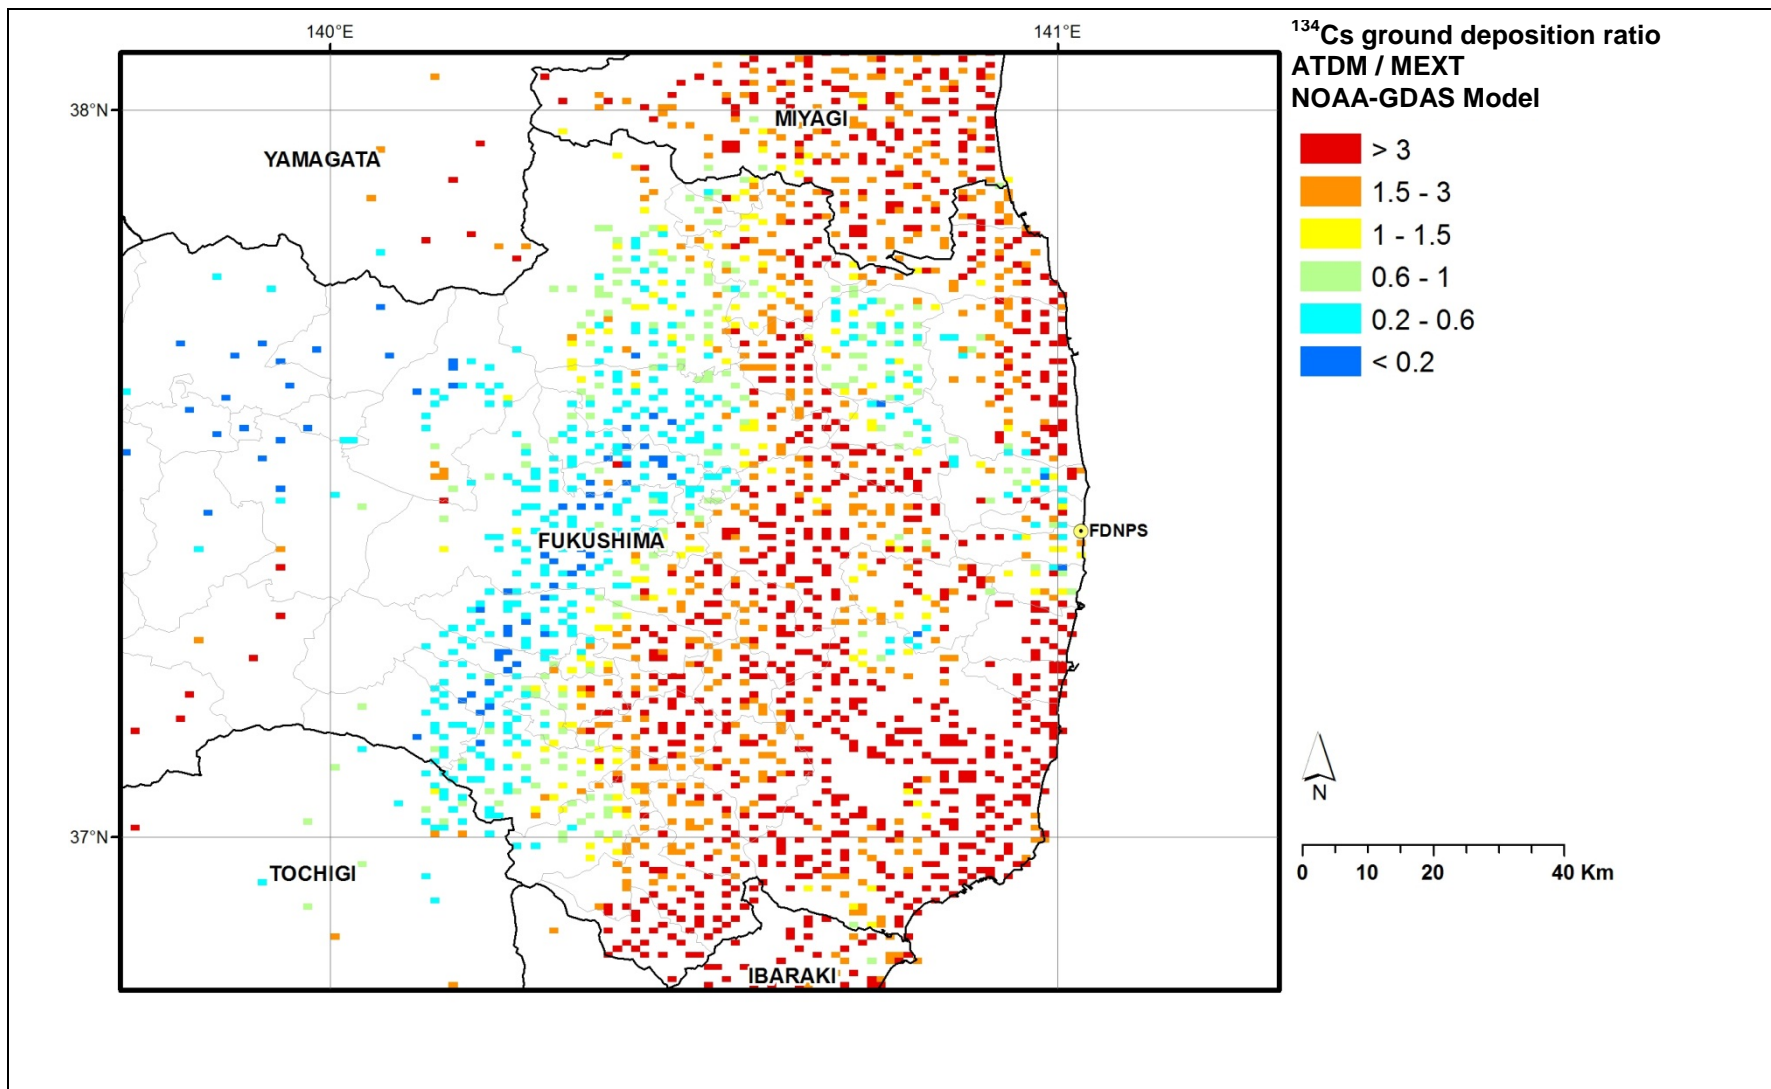 140°E
141°E
¹³⁴Cs ground deposition ratio
ATDM / MEXT
NOAA-GDAS Model
38°N
MIYAGI
YAMAGATA
> 3
1.5 - 3
1 - 1.5
0.6 - 1
0.2 - 0.6
< 0.2
FDNPS
FUKUSHIMA
N
37°N
0 10 20 40 Km
TOCHIGI
IBARAKI